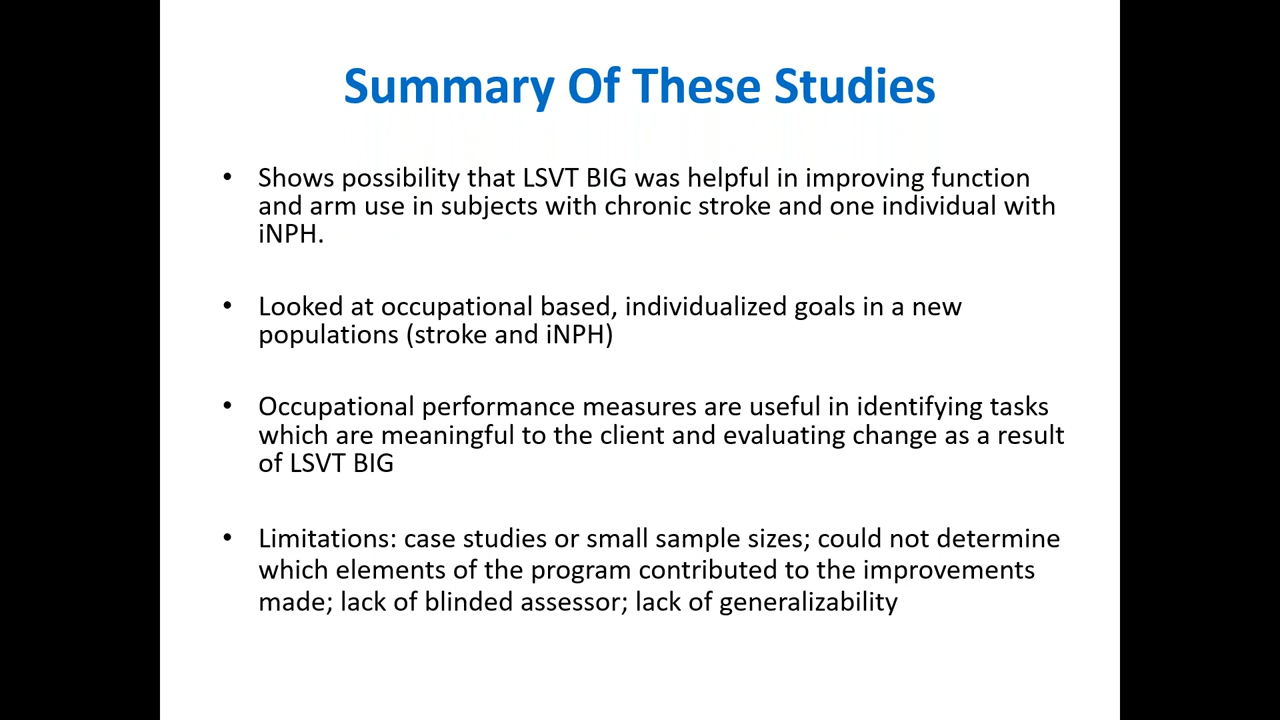 Summary Of These Studies
• Shows possibility that LSVT BIG was helpful in improving function
and arm use in subjects with chronic stroke and one individual with
iNPH.
• Looked at occupational based, individualized goals in a new
populations (stroke and iNPH)
• Occupational performance measures are useful in identifying tasks
which are meaningful to the client and evaluating change as a result
of LSVT BIG
• Limitations: case studies or small sample sizes; could not determine
which elements of the program contributed to the improvements
made; lack of blinded assessor; lack of generalizability